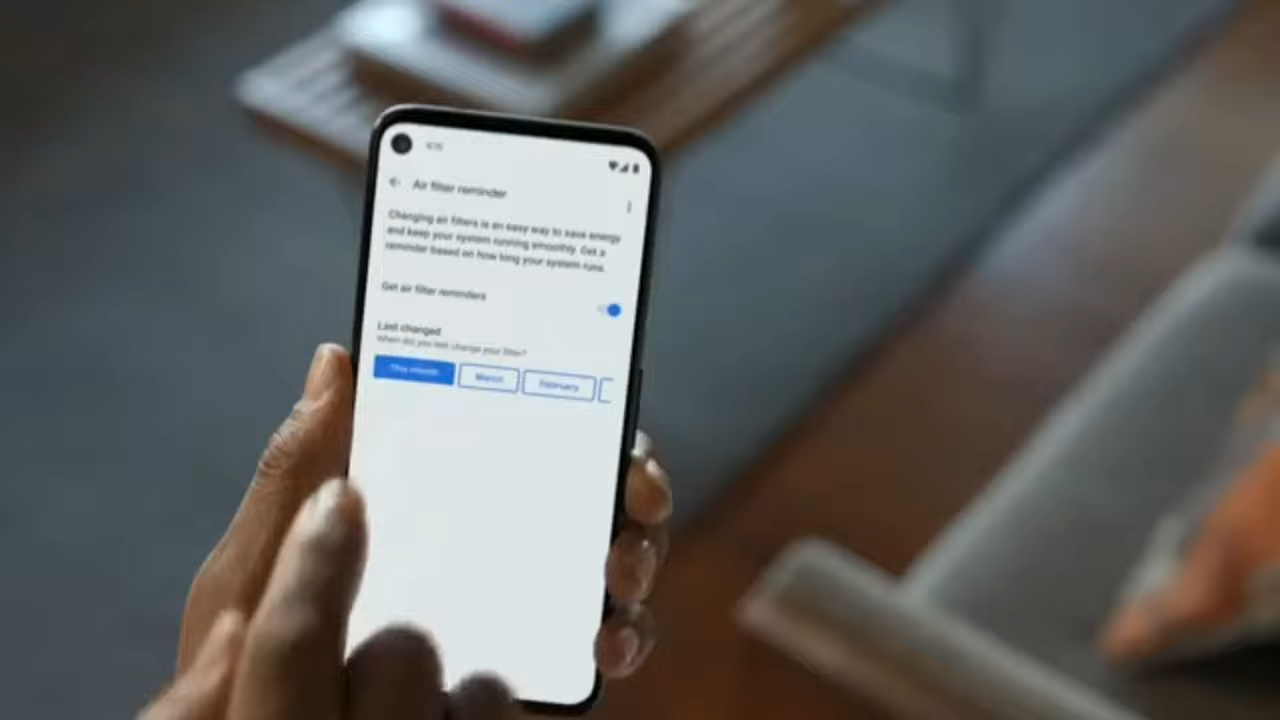 Air filter reminder
Changing air filters is an easy way to save energy
and keep your system running smoothly. Get a
reminder based on how long your system runs.
Get air filter reminders
Last changed
When did you last change your filter?
This month March February